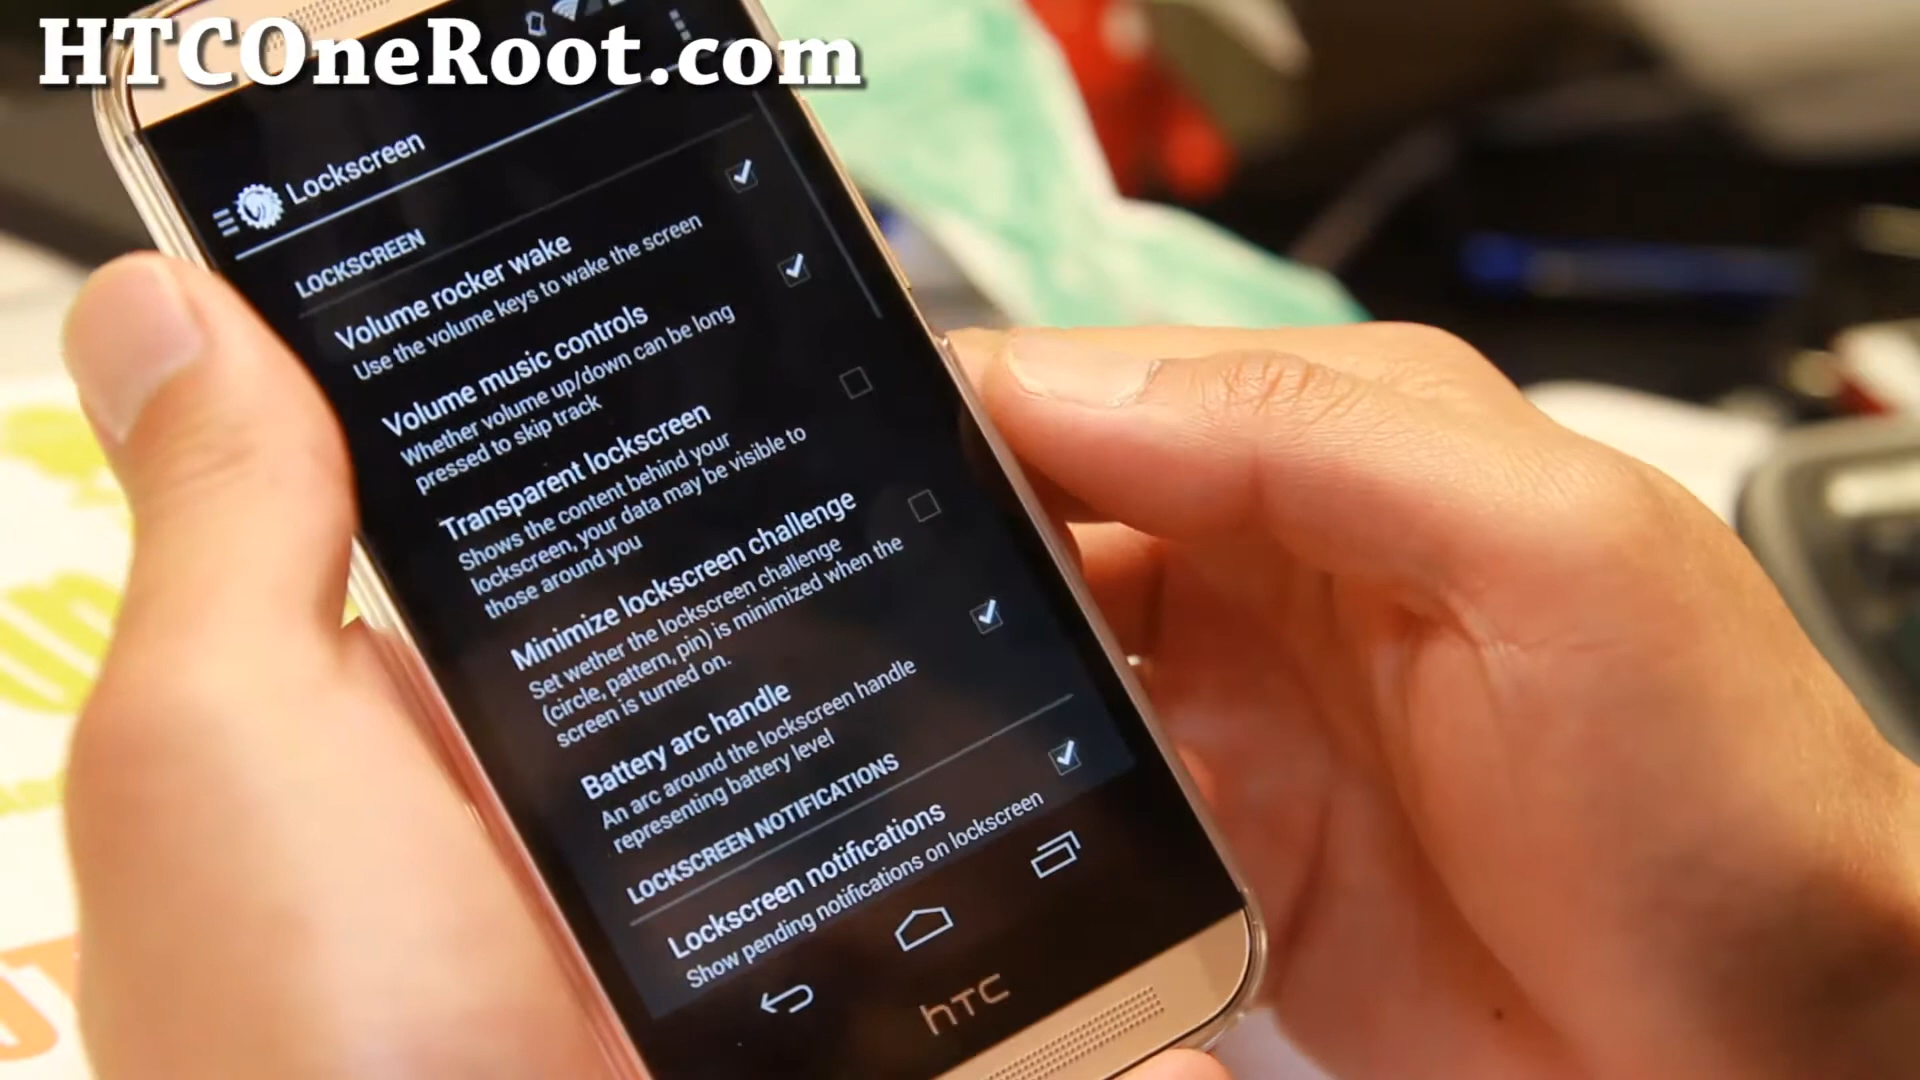 HTCOneRoot.com
Lockscreen
LOCKSCREEN
Volume rocker wake
Use the volume keys to wake the screen
Volume music controls
Whether volume up/down can be long
pressed to skip track
Transparent lockscreen
Shows the content behind your
lockscreen, your data may be visible to
those around you
Minimize lockscreen challenge
Set wether the lockscreen challenge
(circle, pattern, pin) is minimized when the
screen is turned on.
Battery arc handle
An arc around the lockscreen handle
representing battery level
LOCKSCREEN NOTIFICATIONS
Lockscreen notifications
Show pending notifications on lockscreen
hTC